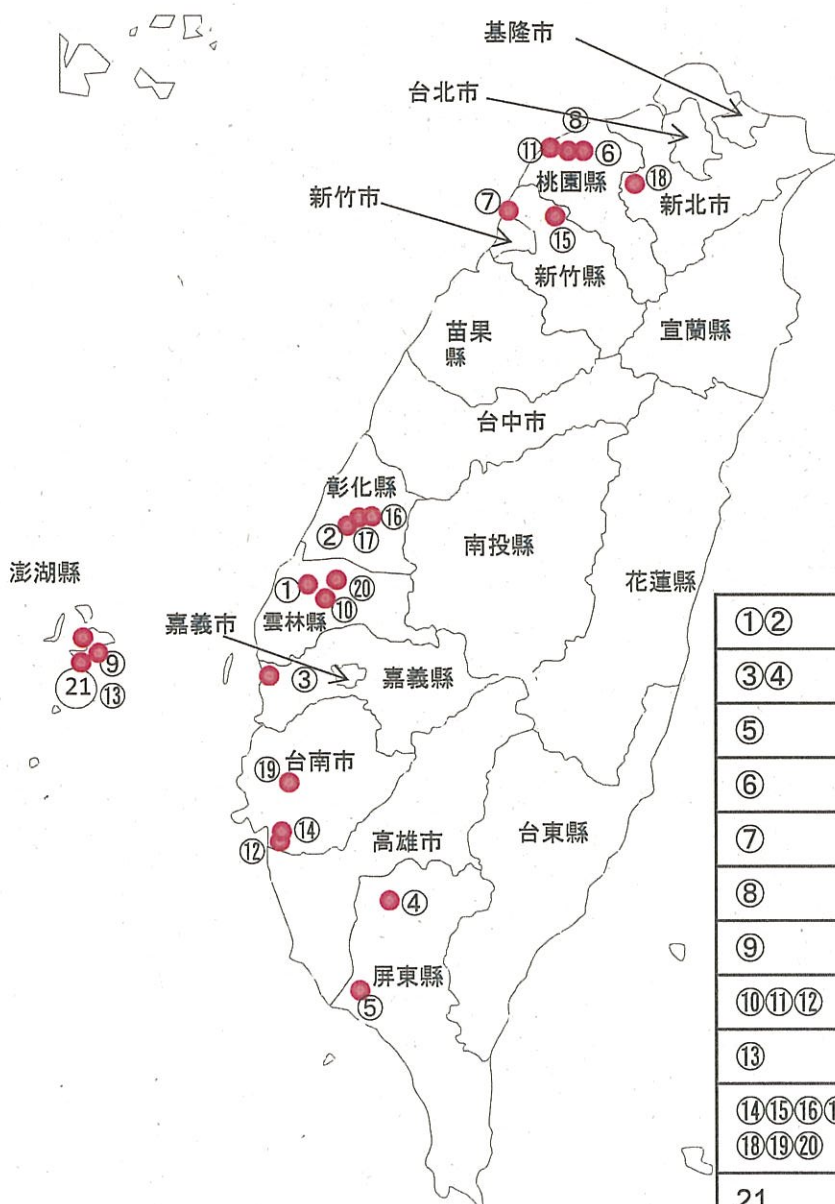 基隆市
台北市
⑧
⑪
⑥
桃園縣
⑱
新竹市
⑦
新北市
⑮
新竹縣
苗果
縣
宜蘭縣
台中市
彰化縣
⑯
②
⑰
南投縣
澎湖縣
花蓮縣
①
⑳
⑩
雲林縣
嘉義市
⑨
③
嘉義縣
21
⑬
⑲
台南市
⑭
⑫
高雄市
台東縣
④
屏東縣
⑤
①②
③④
⑤
⑥
⑦
⑧
⑨
⑩⑪⑫
⑬
⑭⑮⑯
⑱⑲⑳
21